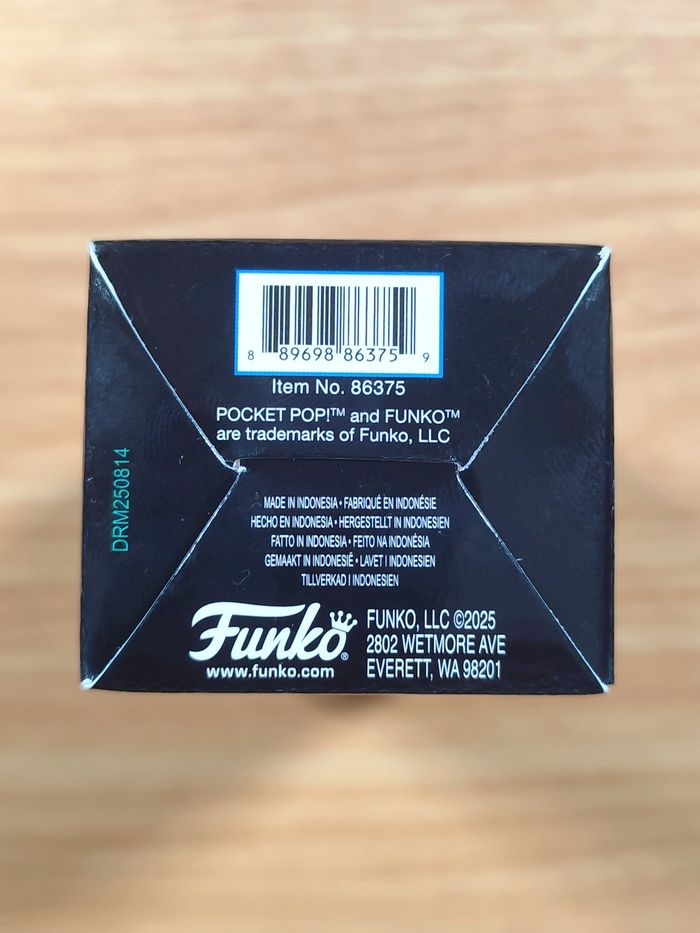 8 89698 86375 9
Item No. 86375
POCKET POP!™ and FUNKO™
are trademarks of Funko, LLC
DRM250814
MADE IN INDONESIA • FABRIQUÉ EN INDONÉSIE
HECHO EN INDONESIA • HERGESTELLT IN INDONESIEN
FATTO IN INDONESIA • FEITO NA INDONÉSIA
GEMAAKT IN INDONESIË • LAVET I INDONESIEN
TILLVERKAD I INDONESIEN
Funko®
www.funko.com
FUNKO, LLC ©2025
2802 WETMORE AVE
EVERETT, WA 98201